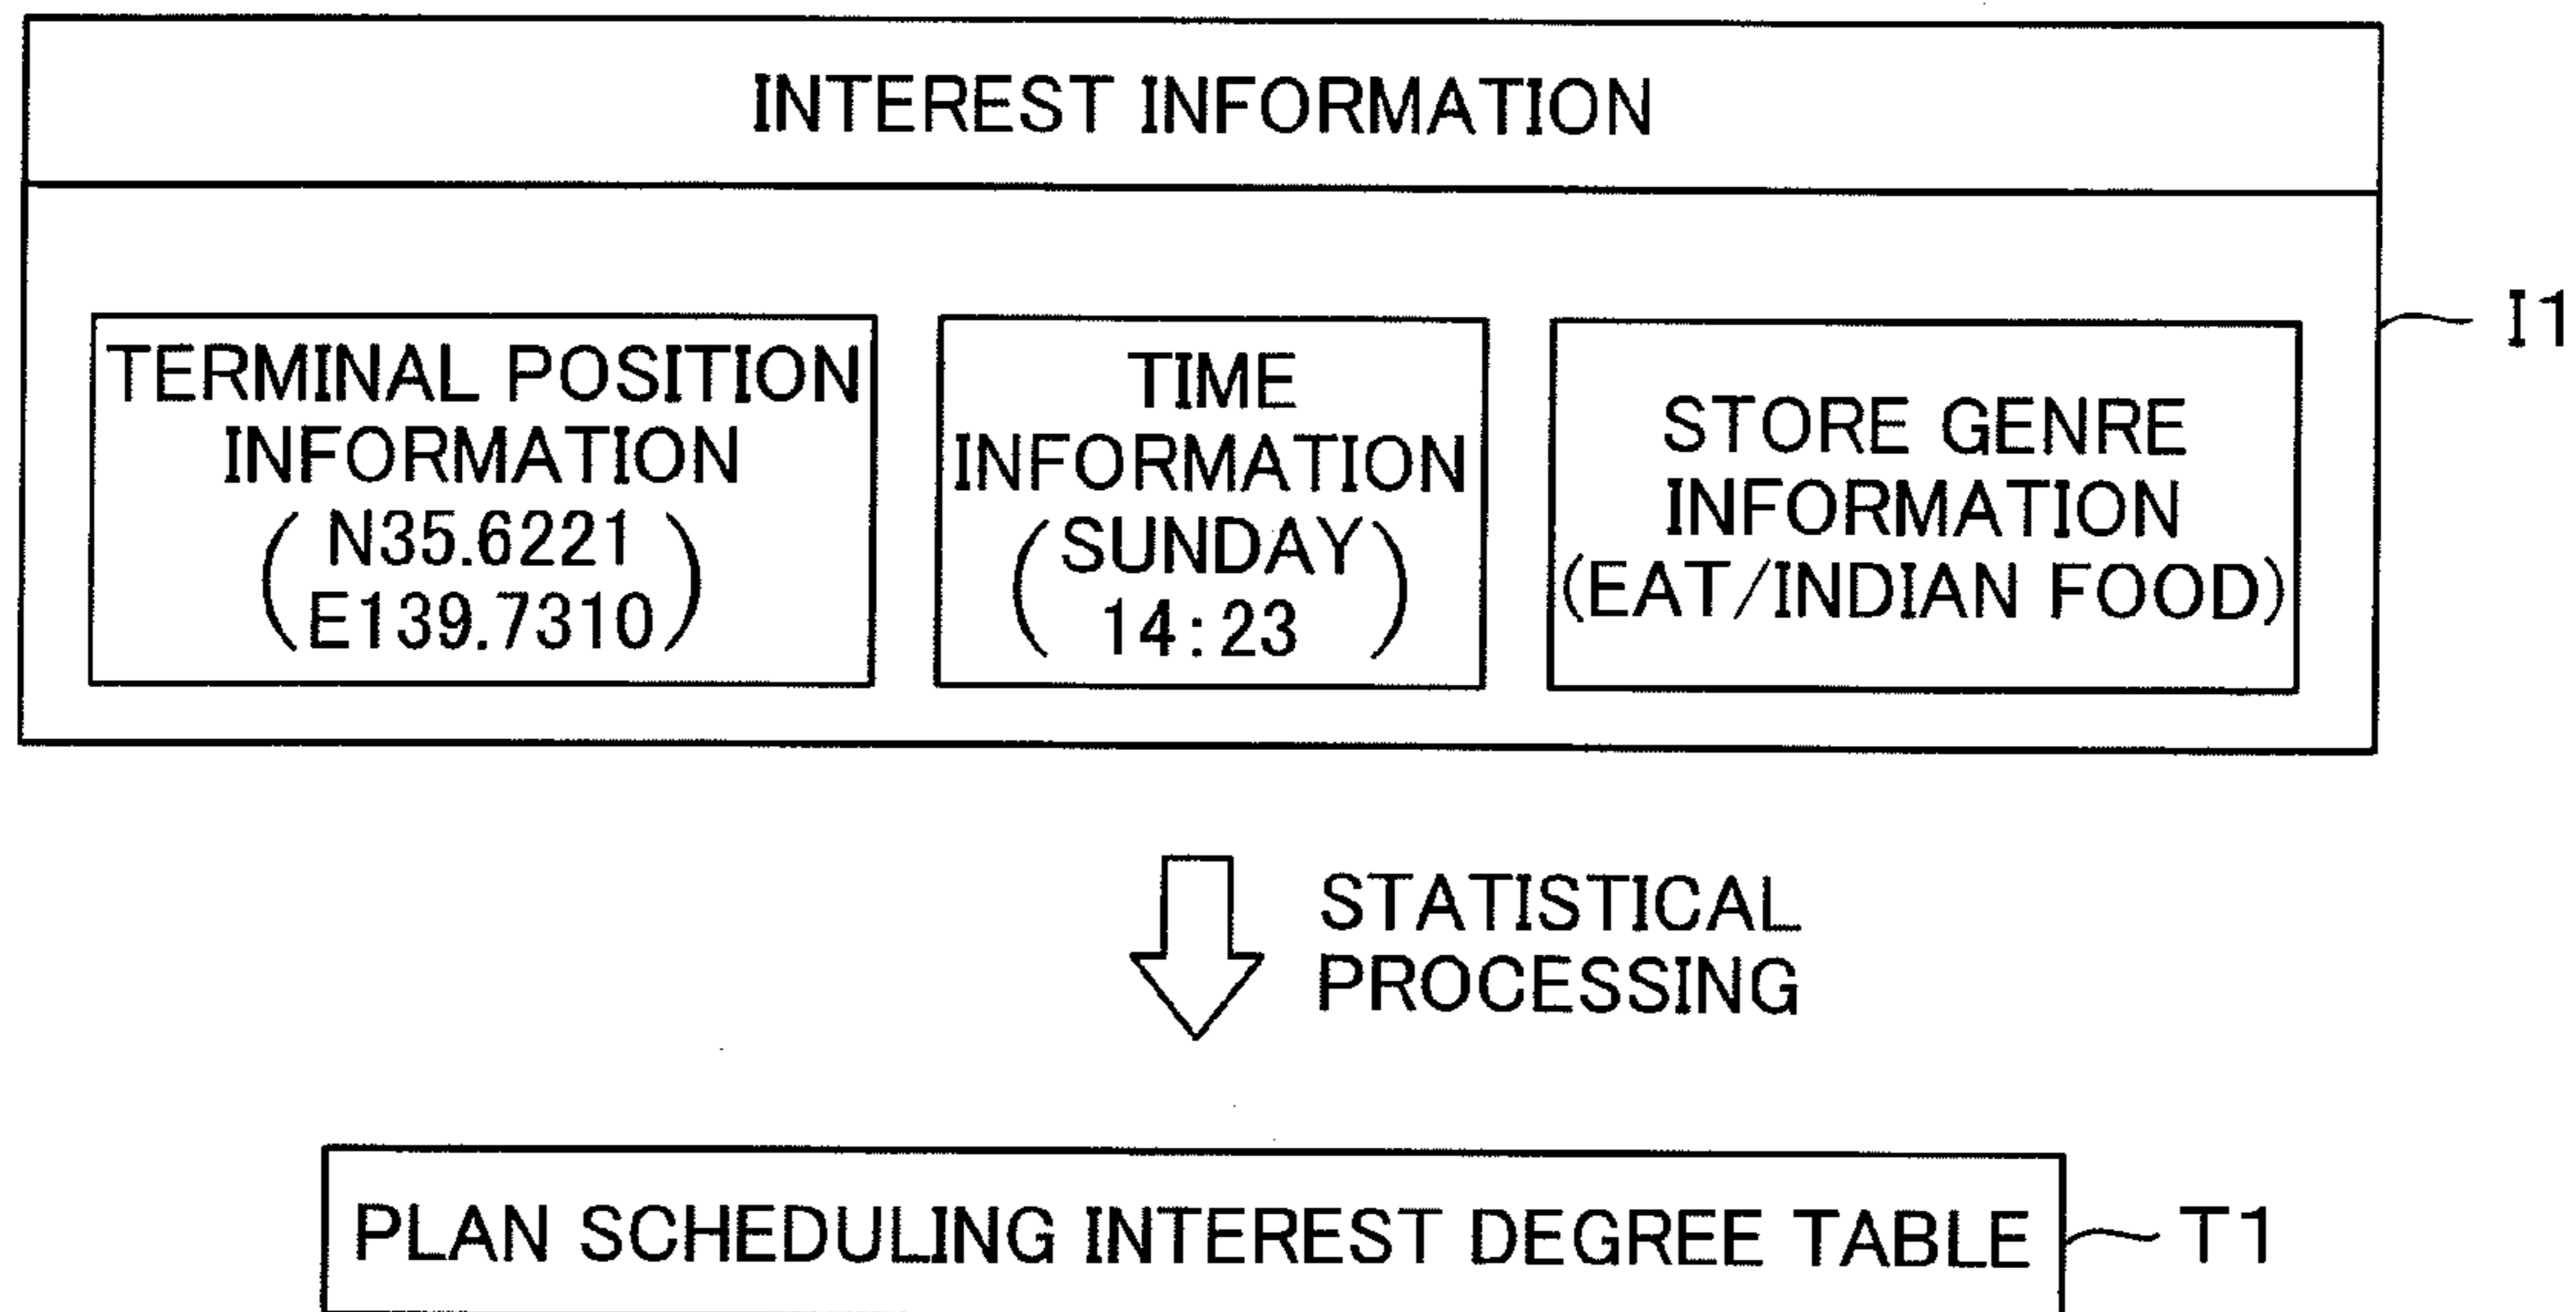 INTEREST INFORMATION
TERMINAL POSITION
INFORMATION
(N35.6221
E139.7310)
TIME
INFORMATION
(SUNDAY
14:23)
STORE GENRE
INFORMATION
(EAT/INDIAN FOOD)
I1
STATISTICAL
PROCESSING
PLAN SCHEDULING INTEREST DEGREE TABLE
T1